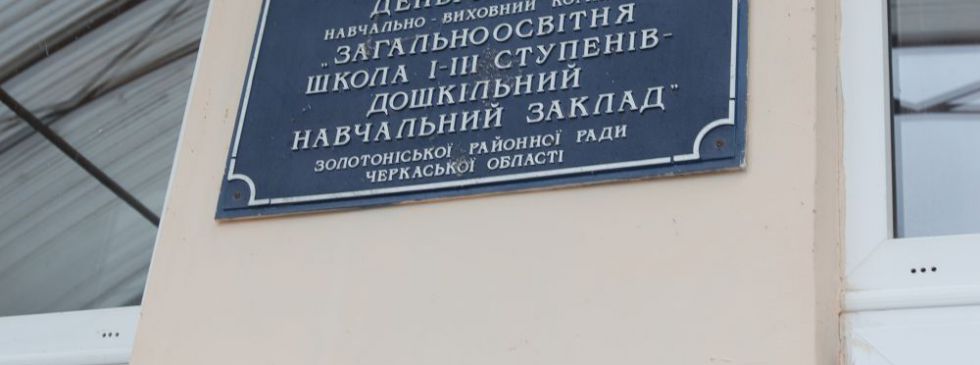 НАВЧАЛЬНО - ВИХОВНИЙ
"ЗАГАЛЬНООСВІТНЯ
ШКОЛА І-ІІІ СТУПЕНІВ-
ДОШКІЛЬНИЙ
НАВЧАЛЬНИЙ ЗАКЛАД"
ЗОЛОТОНІСЬКОЇ РАЙОННОЇ РАДИ
ЧЕРКАСЬКОЇ ОБЛАСТІ